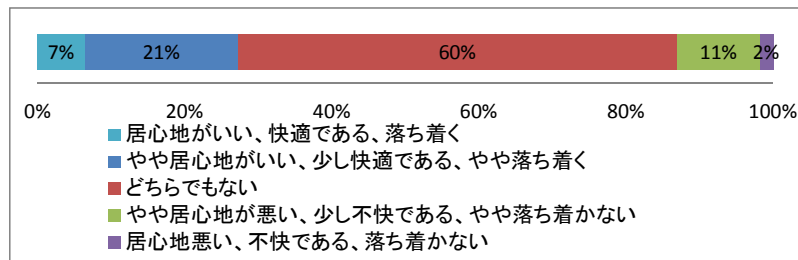 7% 21% 60% 11% 2%
0% 20% 40% 60% 80% 100%
居心地がいい、快適である、落ち着く
やや居心地がいい、少し快適である、やや落ち着く
どちらでもない
やや居心地が悪い、少し不快である、やや落ち着かない
居心地悪い、不快である、落ち着かない